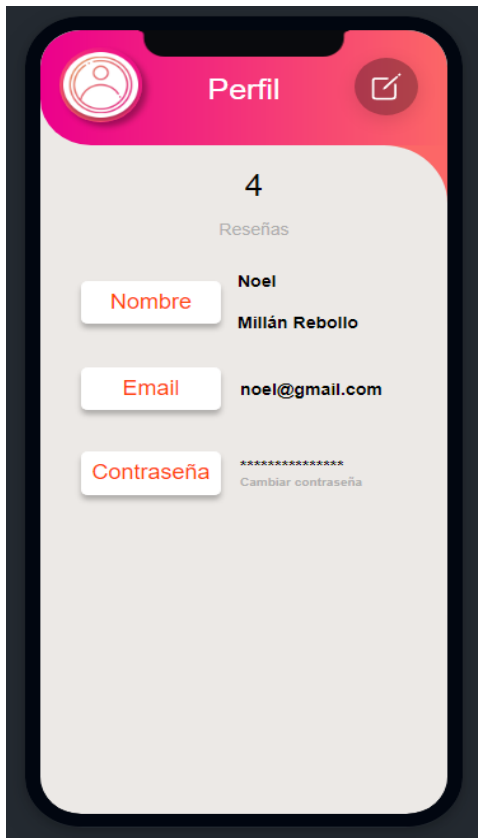 Perfil
4
Reseñas
Nombre
Noel
Millán Rebollo
Email
noel@gmail.com
Contraseña
***************
Cambiar contraseña